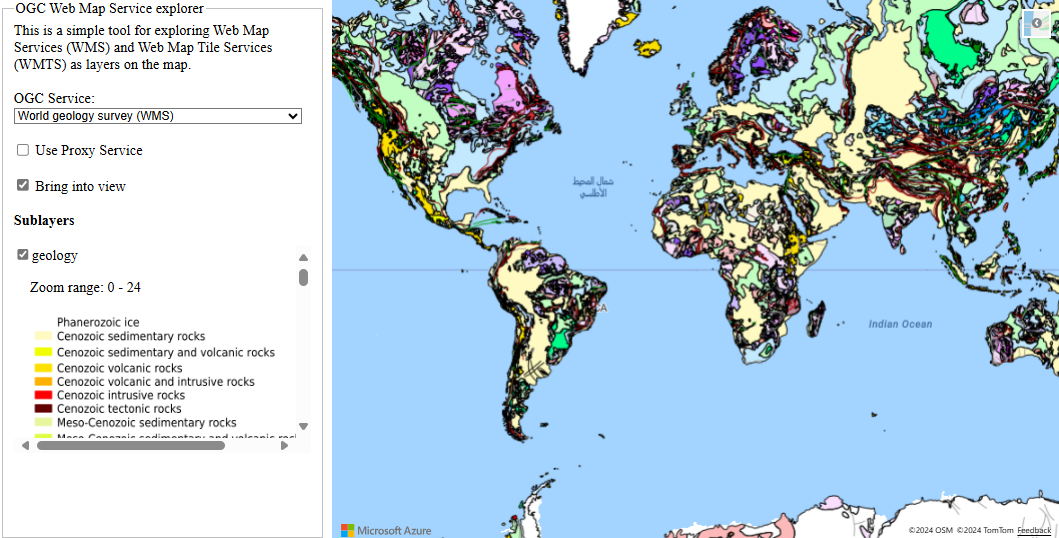 OGC Web Map Service explorer
This is a simple tool for exploring Web Map
Services (WMS) and Web Map Tile Services
(WMTS) as layers on the map.
OGC Service:
World geology survey (WMS)
Use Proxy Service
Bring into view
Sublayers
geology
Zoom range: 0 - 24
Phanerozoic ice
Cenozoic sedimentary rocks
Cenozoic sedimentary and volcanic rocks
Cenozoic volcanic rocks
Cenozoic volcanic and intrusive rocks
Cenozoic intrusive rocks
Cenozoic tectonic rocks
Meso-Cenozoic sedimentary rocks
Meso-Cenozoic sedimentary and volcanic
شمال المحيط
الأطلسي
Indian Ocean
Microsoft Azure
©2024 OSM ©2024 TomTom Feedback